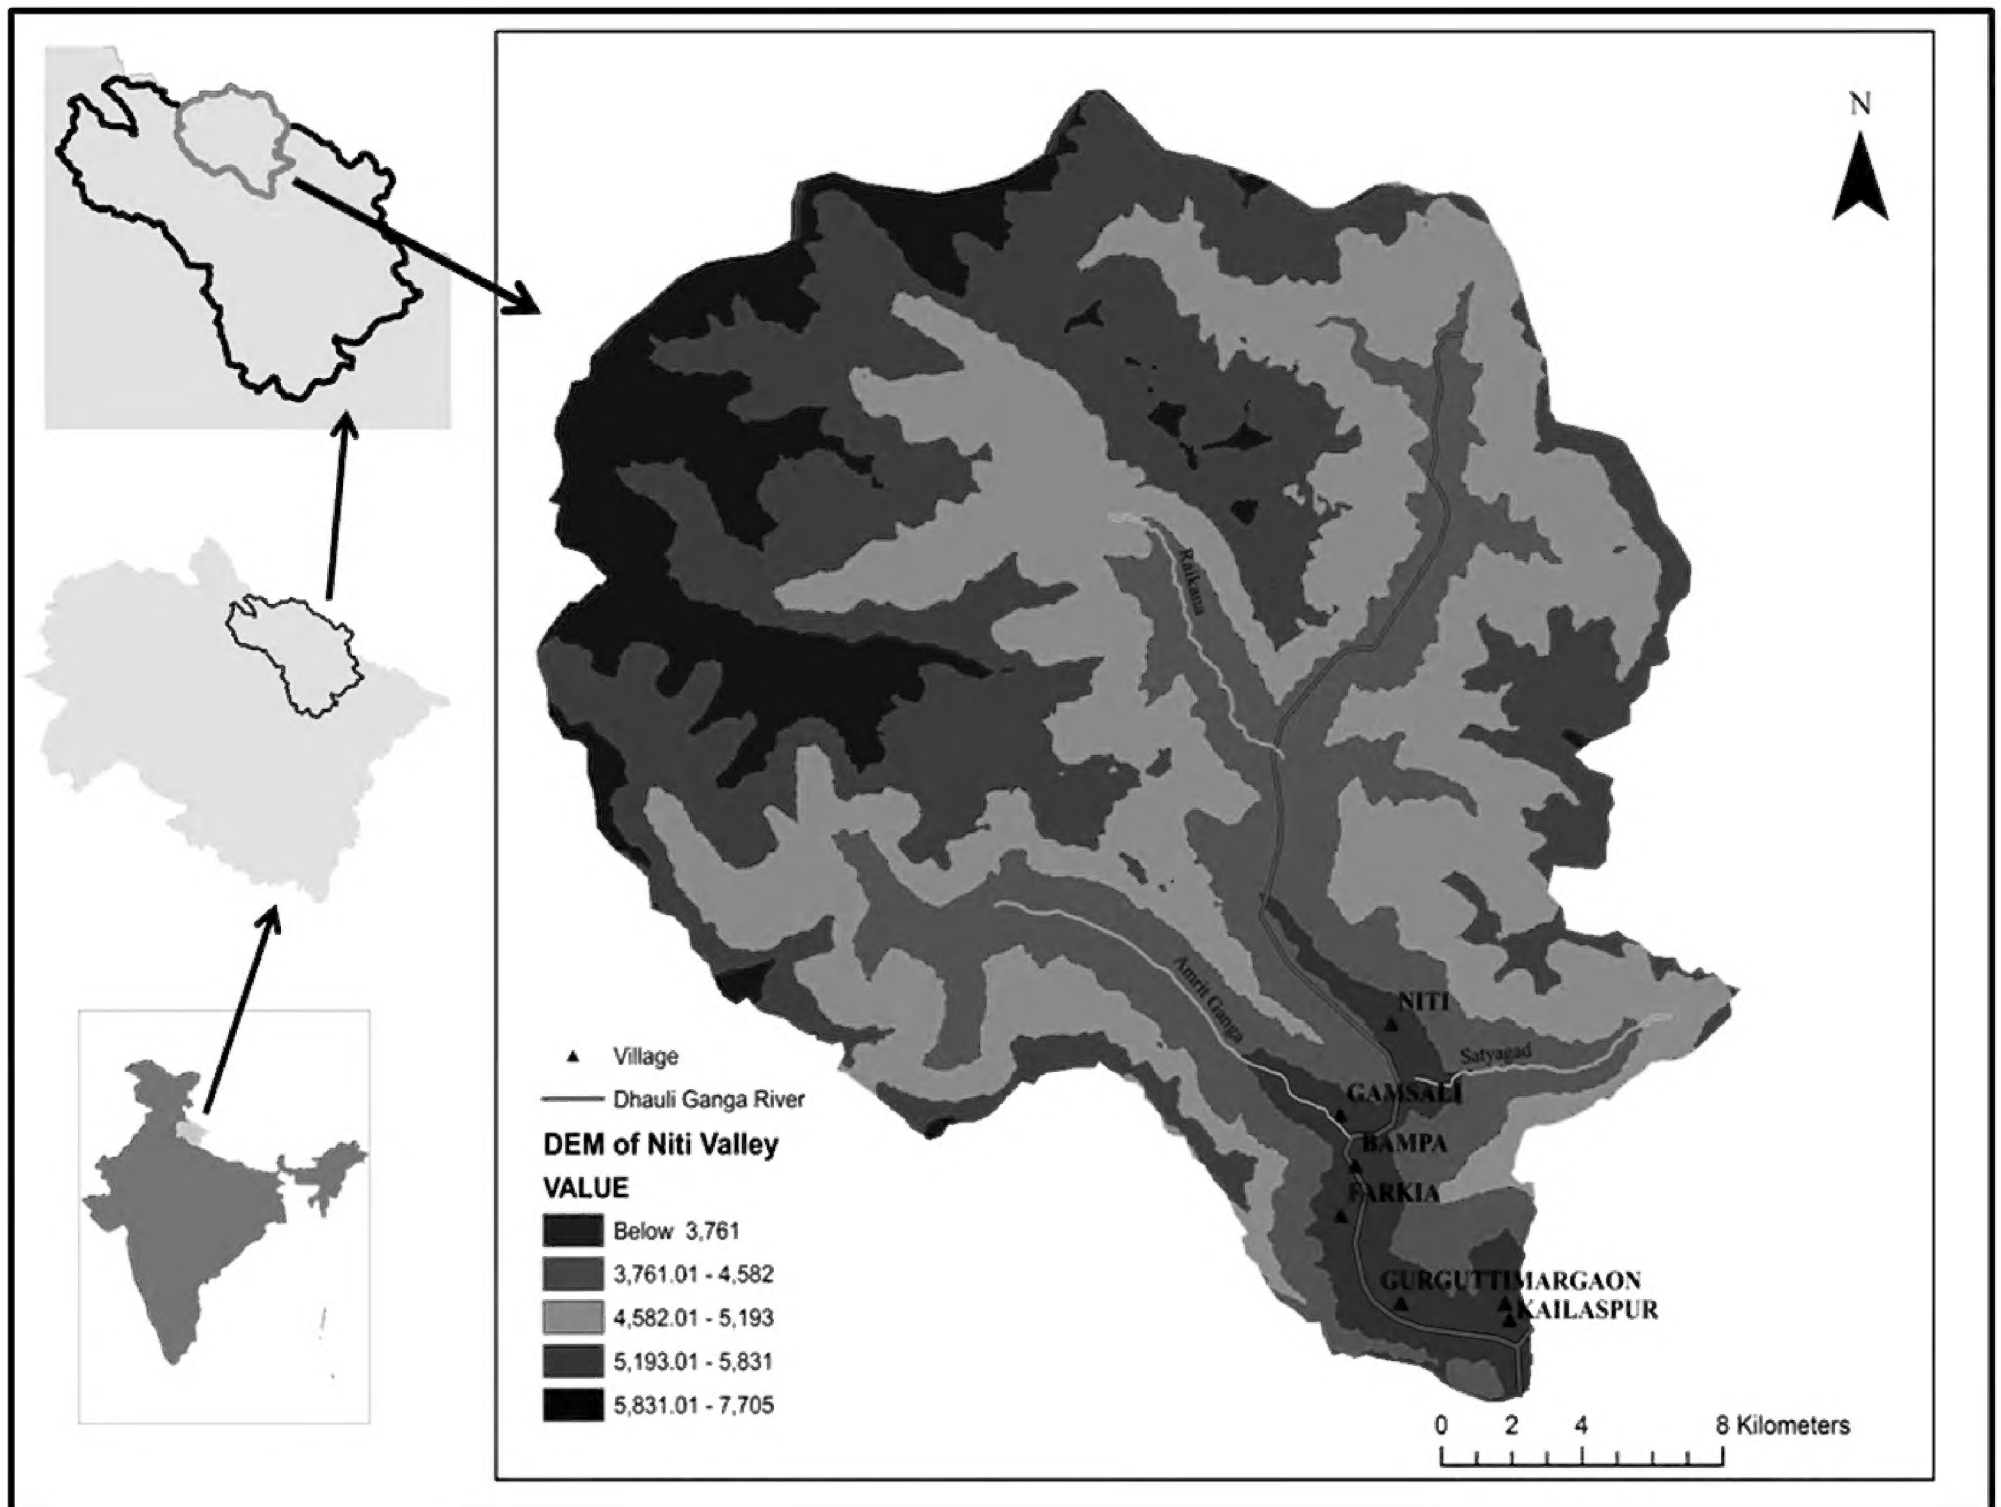 N
Raikana
Amrit Ganga
NITI
Satyagad
GAMSALI
BAMPA
FARKIA
GURGUTTI
MARGAON
KAILASPUR
Village
Dhauli Ganga River
DEM of Niti Valley
VALUE
Below 3,761
3,761.01 - 4,582
4,582.01 - 5,193
5,193.01 - 5,831
5,831.01 - 7,705
0 2 4 8 Kilometers